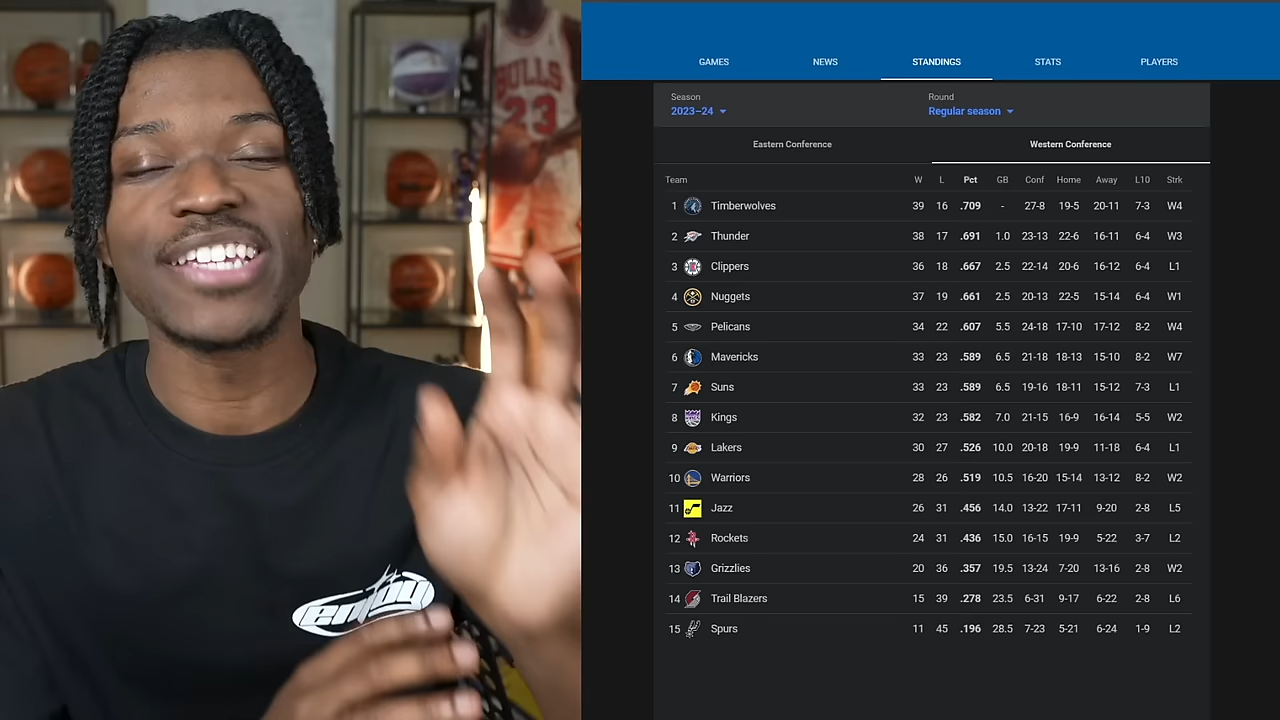 BULLS
23
enjoy
GAMES NEWS STANDINGS STATS PLAYERS
Season Round
2023–24 Regular season
Eastern Conference Western Conference
Team W L Pct GB Conf Home Away L10 Strk
1 Timberwolves 39 16 .709 - 27-8 19-5 20-11 7-3 W4
2 Thunder 38 17 .691 1.0 23-13 22-6 16-11 6-4 W3
3 Clippers 36 18 .667 2.5 22-14 20-6 16-12 6-4 L1
4 Nuggets 37 19 .661 2.5 20-13 22-5 15-14 6-4 W1
5 Pelicans 34 22 .607 5.5 24-18 17-10 17-12 8-2 W4
6 Mavericks 33 23 .589 6.5 21-18 18-13 15-10 8-2 W7
7 Suns 33 23 .589 6.5 19-16 18-11 15-12 7-3 L1
8 Kings 32 23 .582 7.0 21-15 16-9 16-14 5-5 W2
9 Lakers 30 27 .526 10.0 20-18 19-9 11-18 6-4 L1
10 Warriors 28 26 .519 10.5 16-20 15-14 13-12 8-2 W2
11 Jazz 26 31 .456 14.0 13-22 17-11 9-20 2-8 L5
12 Rockets 24 31 .436 15.0 16-15 19-9 5-22 3-7 L2
13 Grizzlies 20 36 .357 19.5 13-24 7-20 13-16 2-8 W2
14 Trail Blazers 15 39 .278 23.5 6-31 9-17 6-22 2-8 L6
15 Spurs 11 45 .196 28.5 7-23 5-21 6-24 1-9 L2